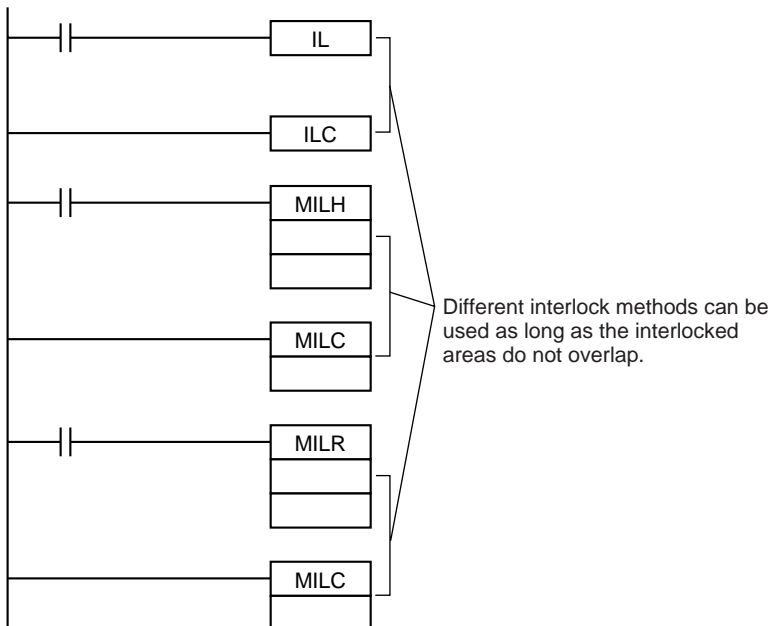 IL
ILC
MILH
Different interlock methods can be
used as long as the interlocked
areas do not overlap.
MILC
MILR
MILC